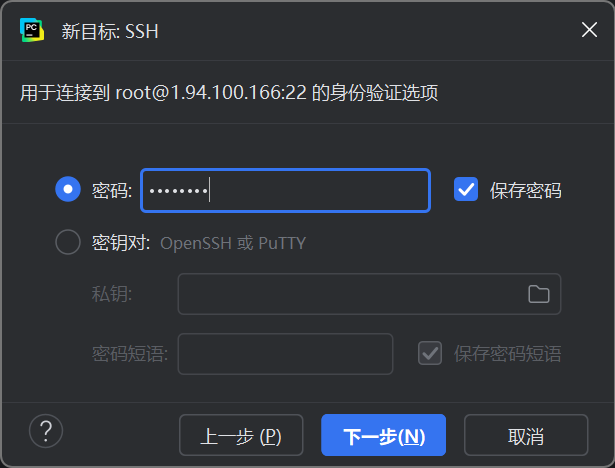 PC
新目标: SSH
用于连接到 root@1.94.100.166:22 的身份验证选项
密码: •••••••• 保存密码
密钥对: OpenSSH 或 PuTTY
私钥:
密码短语: 保存密码短语
? 上一步 (P) 下一步(N) 取消